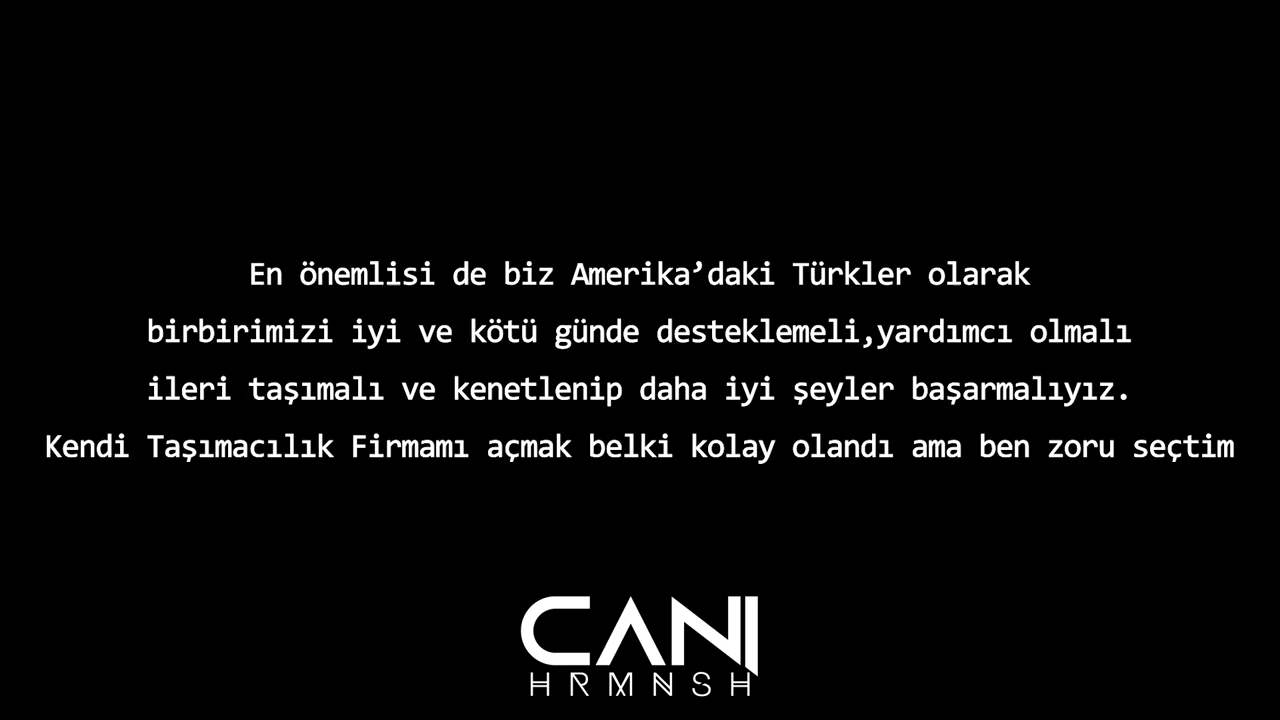 En önemlisi de biz Amerika’daki Türkler olarak
birbirimizi iyi ve kötü günde desteklemeli,yardımcı olmalı
ileri taşımalı ve kenetlenip daha iyi şeyler başarmalıyız.
Kendi Taşımacılık Firmamı açmak belki kolay olandı ama ben zoru seçtim
CANI
HRMNSH